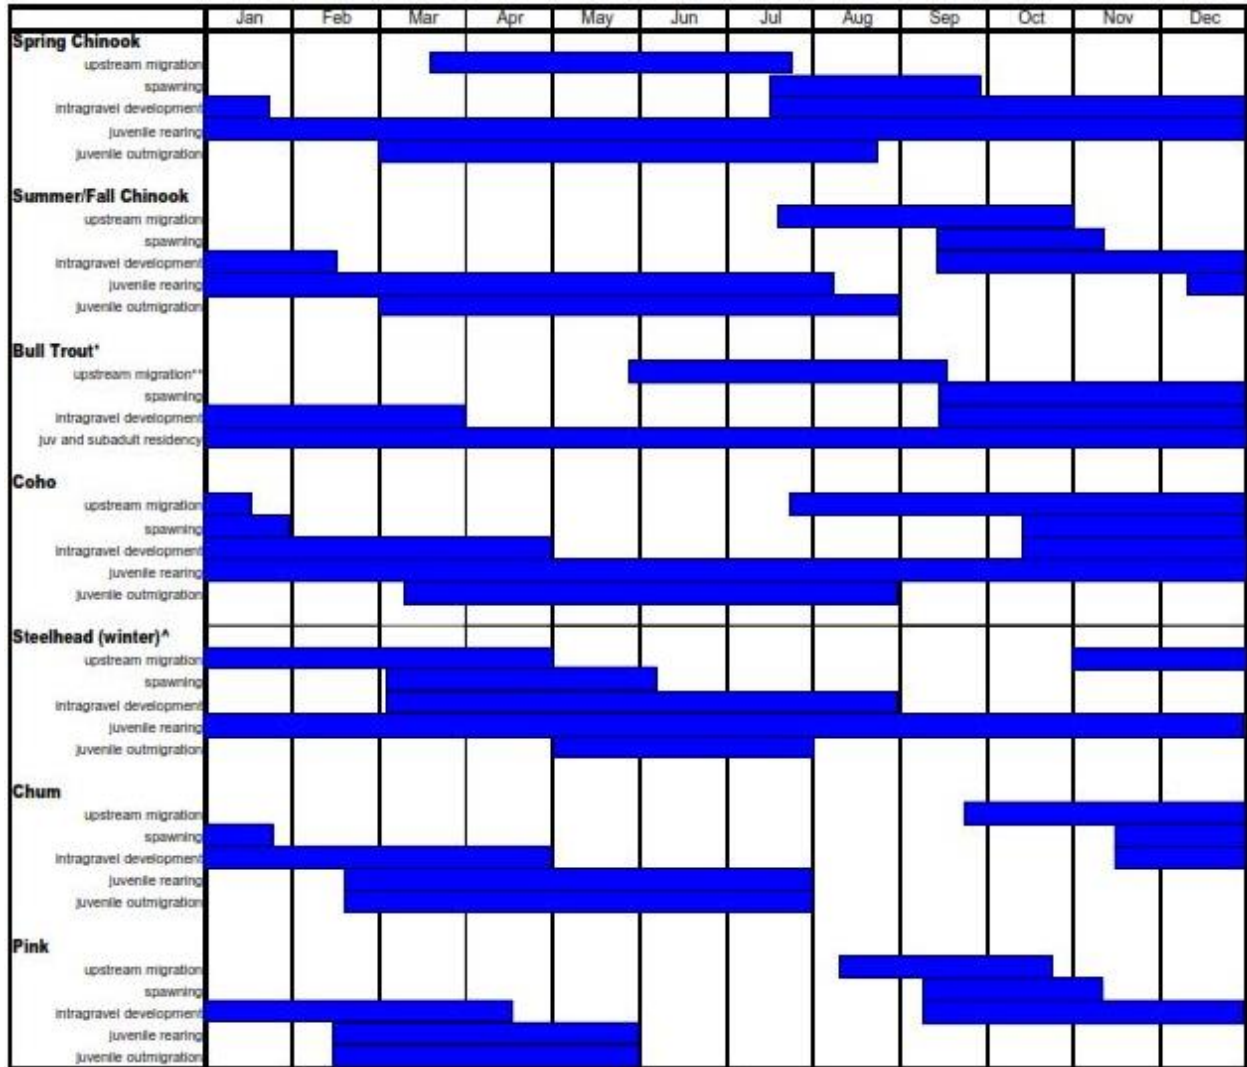 Jan Feb Mar Apr May Jun Jul Aug Sep Oct Nov Dec
Spring Chinook
upstream migration
spawning
intragravel development
juvenile rearing
juvenile outmigration
Summer/Fall Chinook
upstream migration
spawning
intragravel development
juvenile rearing
juvenile outmigration
Bull Trout*
upstream migration**
spawning
intragravel development
juv and subadult residency
Coho
upstream migration
spawning
intragravel development
juvenile rearing
juvenile outmigration
Steelhead (winter)^
upstream migration
spawning
intragravel development
juvenile rearing
juvenile outmigration
Chum
upstream migration
spawning
intragravel development
juvenile rearing
juvenile outmigration
Pink
upstream migration
spawning
intragravel development
juvenile rearing
juvenile outmigration